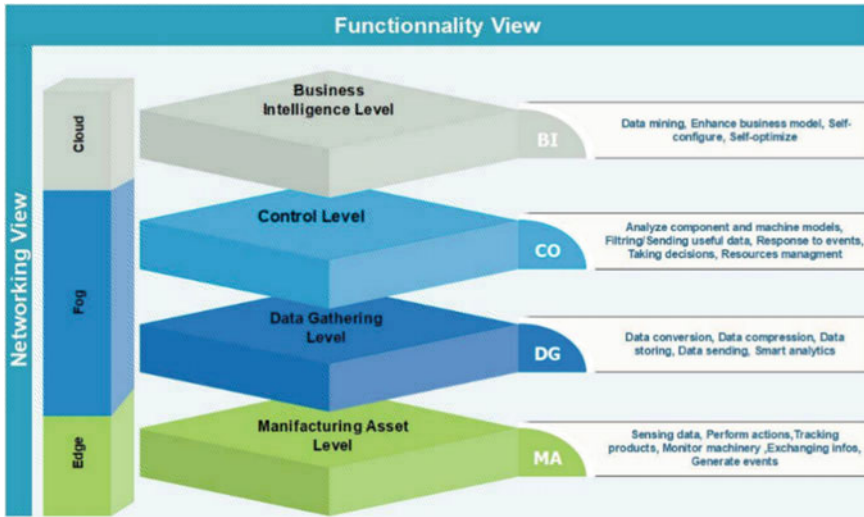 Functionnality View
Networking View
Cloud
Business
Intelligence Level
BI
Data mining, Enhance business model, Self-
configure, Self-optimize
Fog
Control Level
CO
Analyze component and machine models,
Filtring/Sending useful data, Response to events,
Taking decisions, Resources managment
Data Gathering
Level
DG
Data conversion, Data compression, Data
storing, Data sending, Smart analytics
Edge
Manifacturing Asset
Level
MA
Sensing data, Perform actions,Tracking
products, Monitor machinery ,Exchanging infos,
Generate events